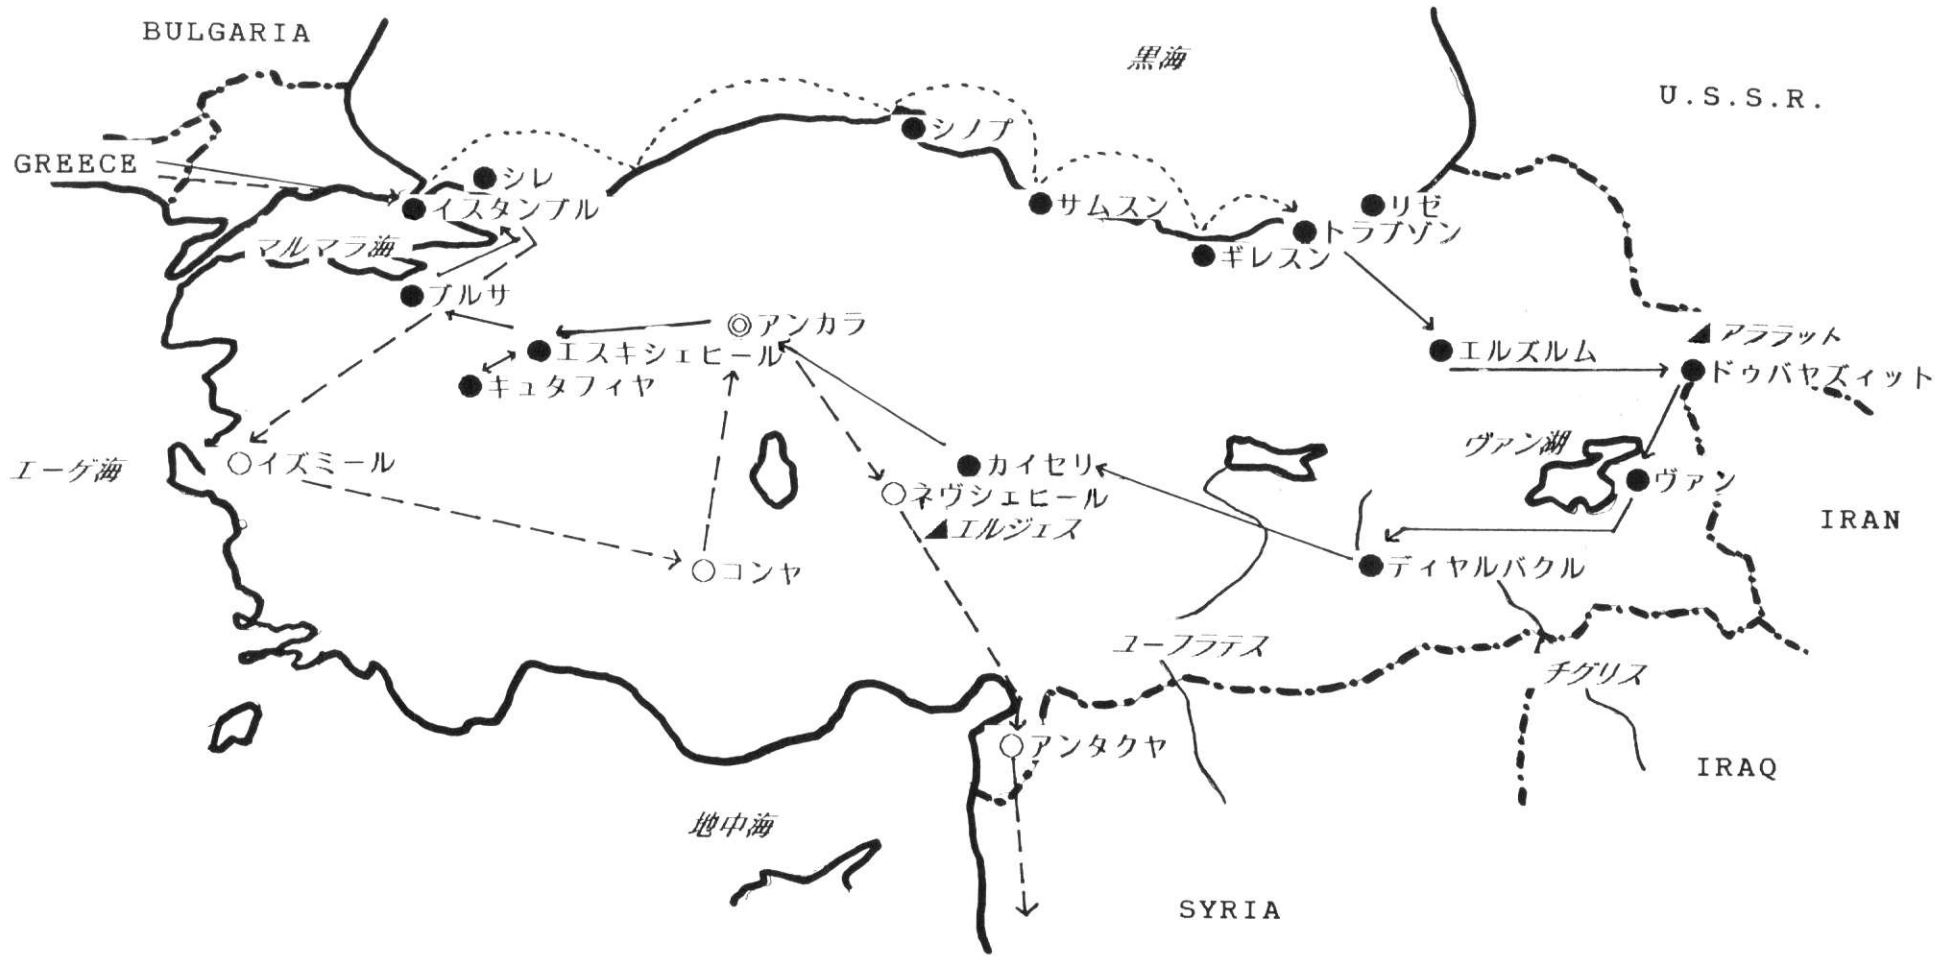 BULGARIA
黒海
U.S.S.R.
GREECE
シレ
イスタンブル
シノプ
サムスン
リゼ
トラブゾン
ギレスン
マルマラ海
ブルサ
アンカラ
エスキシェヒール
キュタフィヤ
エルズルム
アララット
ドゥバヤズィット
エーゲ海
イズミール
カイセリ
ネヴシェヒール
エルジェス
ヴァン湖
ヴァン
IRAN
コンヤ
ディヤルバクル
ユーフラテス
チグリス
アンタクヤ
IRAQ
地中海
SYRIA